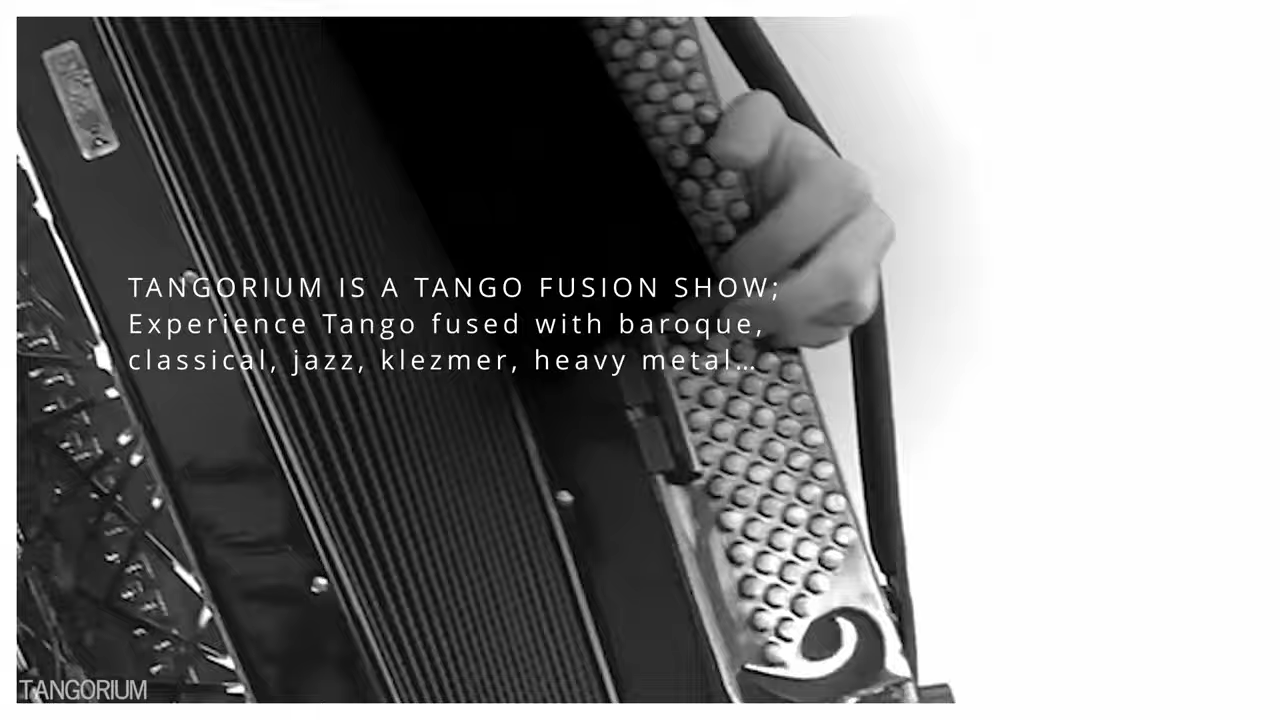 TANGORIUM IS A TANGO FUSION SHOW;
Experience Tango fused with baroque,
classical, jazz, klezmer, heavy metal…
TANGORIUM